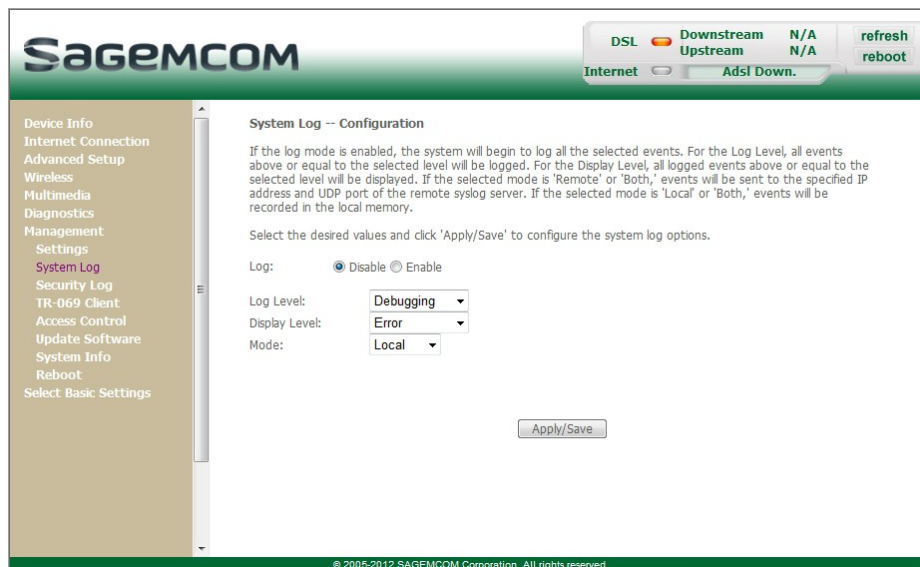 SAGEMCOM
DSL Downstream N/A
Upstream N/A
Internet Adsl Down.
refresh
reboot
Device Info
Internet Connection
Advanced Setup
Wireless
Multimedia
Diagnostics
Management
Settings
System Log
Security Log
TR-069 Client
Access Control
Update Software
System Info
Reboot
Select Basic Settings
System Log -- Configuration
If the log mode is enabled, the system will begin to log all the selected events. For the Log Level, all events
above or equal to the selected level will be logged. For the Display Level, all logged events above or equal to the
selected level will be displayed. If the selected mode is 'Remote' or 'Both,' events will be sent to the specified IP
address and UDP port of the remote syslog server. If the selected mode is 'Local' or 'Both,' events will be
recorded in the local memory.
Select the desired values and click 'Apply/Save' to configure the system log options.
Log: Disable Enable
Log Level: Debugging
Display Level: Error
Mode: Local
Apply/Save
© 2005-2012 SAGEMCOM Corporation. All rights reserved.